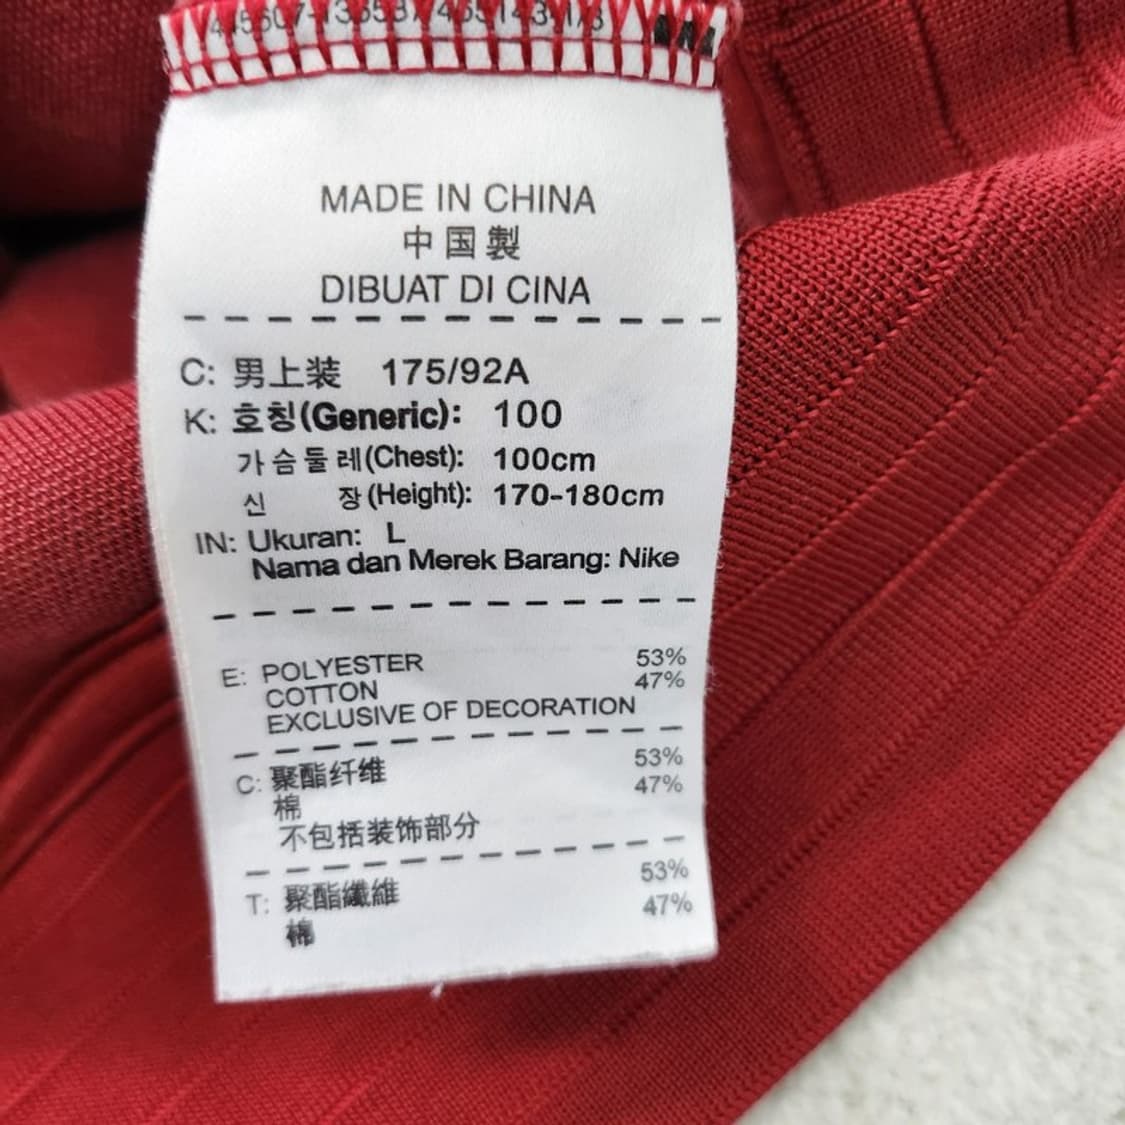 MADE IN CHINA
中国製
DIBUAT DI CINA
C: 男上装 175/92A
K: 호칭(Generic): 100
가슴둘레(Chest): 100cm
신 장(Height): 170-180cm
IN: Ukuran: L
Nama dan Merek Barang: Nike
E: POLYESTER 53%
COTTON 47%
EXCLUSIVE OF DECORATION
C: 聚酯纤维 53%
棉 47%
不包括装饰部分
T: 聚酯纖維 53%
棉 47%